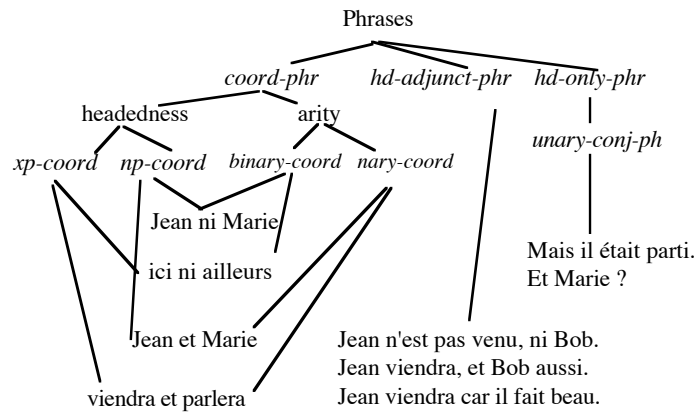 Phrases
coord-phr hd-adjunct-phr hd-only-phr
headedness arity
unary-conj-ph
xp-coord np-coord binary-coord nary-coord
Jean ni Marie
Mais il était parti.
ici ni ailleurs
Et Marie ?
Jean et Marie Jean n'est pas venu, ni Bob.
Jean viendra, et Bob aussi.
viendra et parlera Jean viendra car il fait beau.